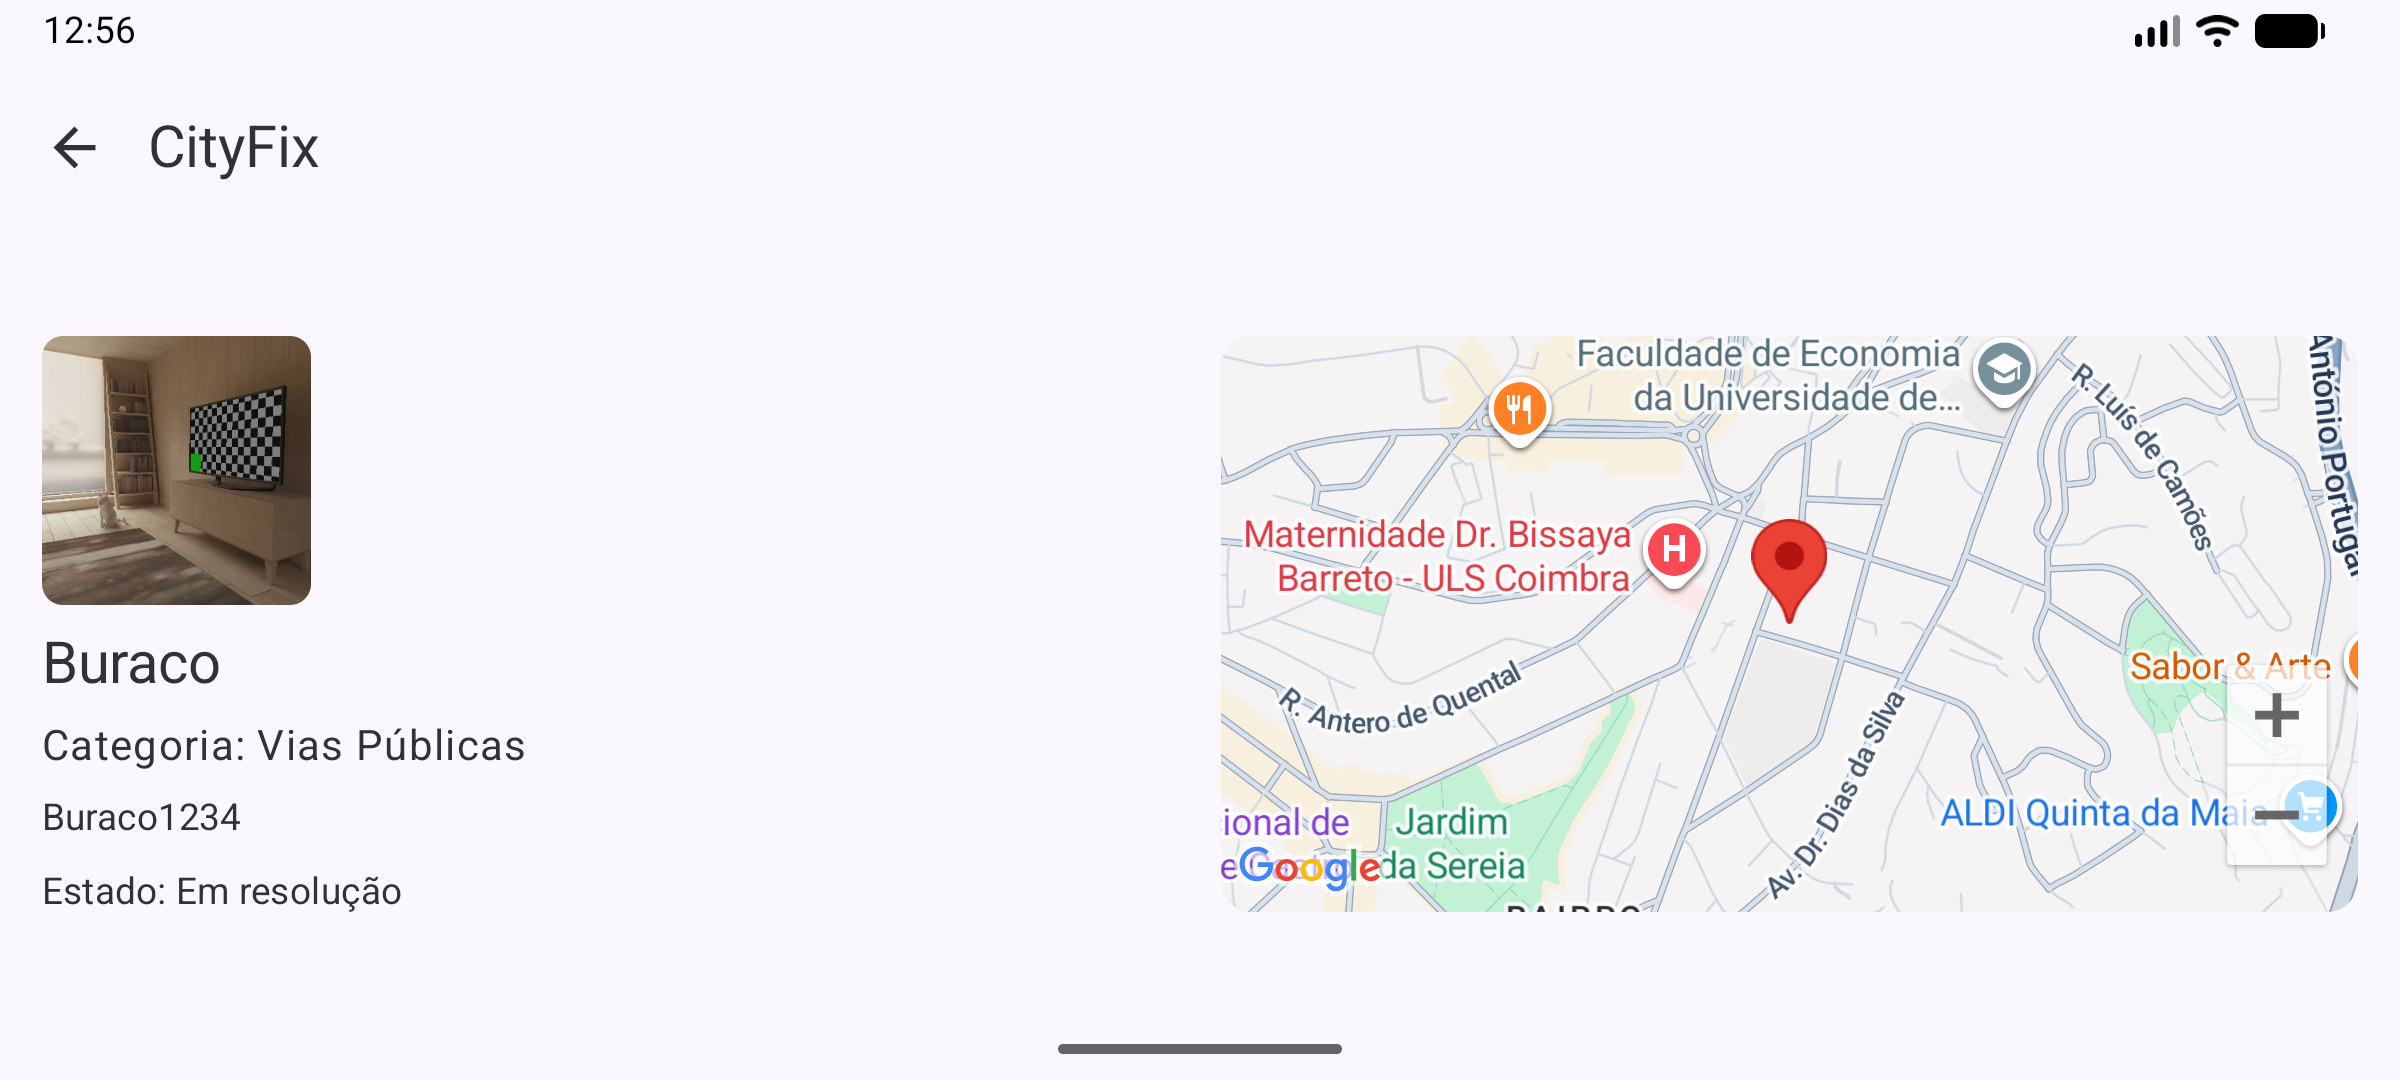 12:56
CityFix
Buraco
Categoria: Vias Públicas
Buraco1234
Estado: Em resolução
Faculdade de Economia
da Universidade de...
R. Luís de Camões
António Portugal
Maternidade Dr. Bissaya
Barreto - ULS Coimbra
H
R. Antero de Quental
Sabor & Arte
Av. Dr. Dias da Silva
ALDI Quinta da Maia
ional de
Jardim
da Sereia
Google